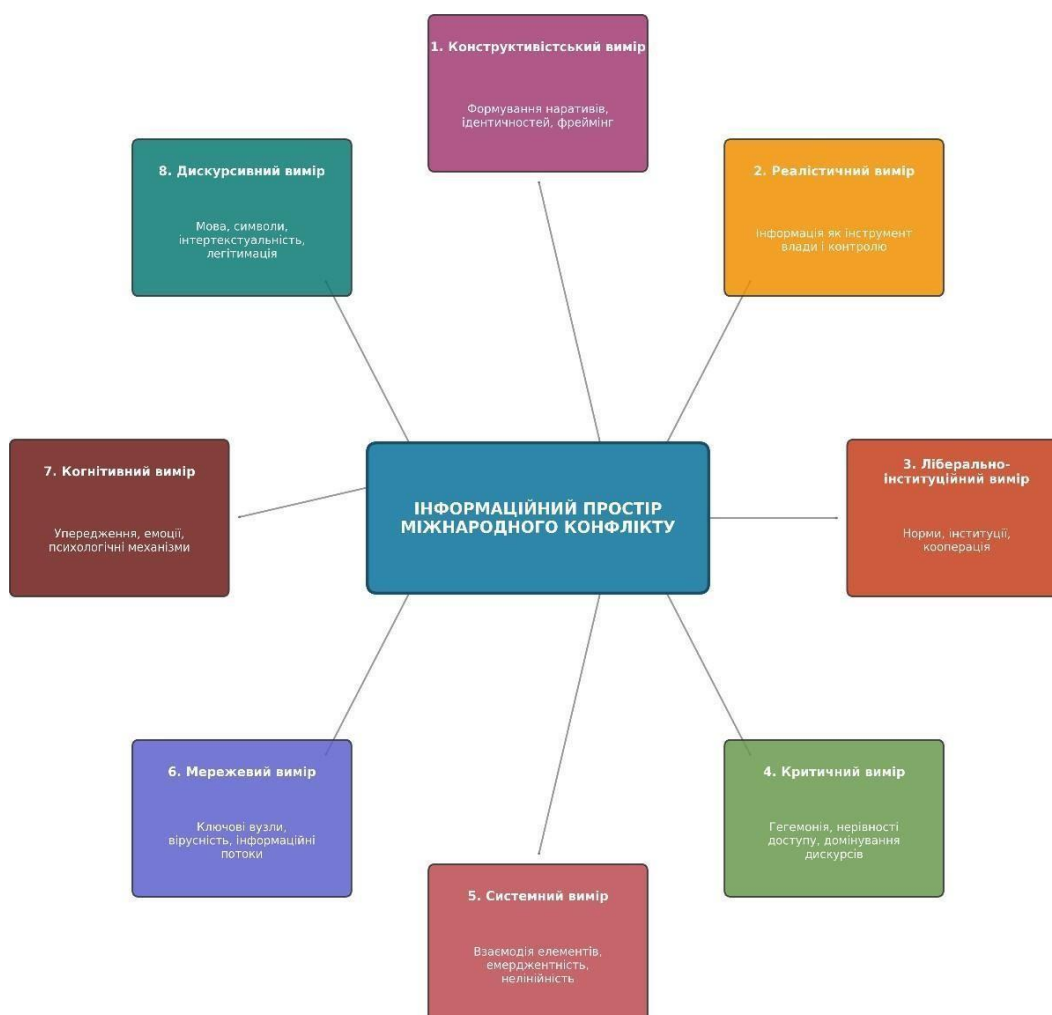 1. Конструктивістський вимір
Формування наративів,
ідентичностей, фреймінг
2. Реалістичний вимір
Інформація як інструмент
влади і контролю
3. Ліберально-
інституційний вимір
Норми, інституції,
кооперація
4. Критичний вимір
Гегемонія, нерівності
доступу, домінування
дискурсів
5. Системний вимір
Взаємодія елементів,
емерджентність,
нелінійність
6. Мережевий вимір
Ключові вузли,
вірусність, інформаційні
потоки
7. Когнітивний вимір
Упередження, емоції,
психологічні механізми
8. Дискурсивний вимір
Мова, символи,
інтертекстуальність,
легітимація
ІНФОРМАЦІЙНИЙ ПРОСТІР
МІЖНАРОДНОГО КОНФЛІКТУ